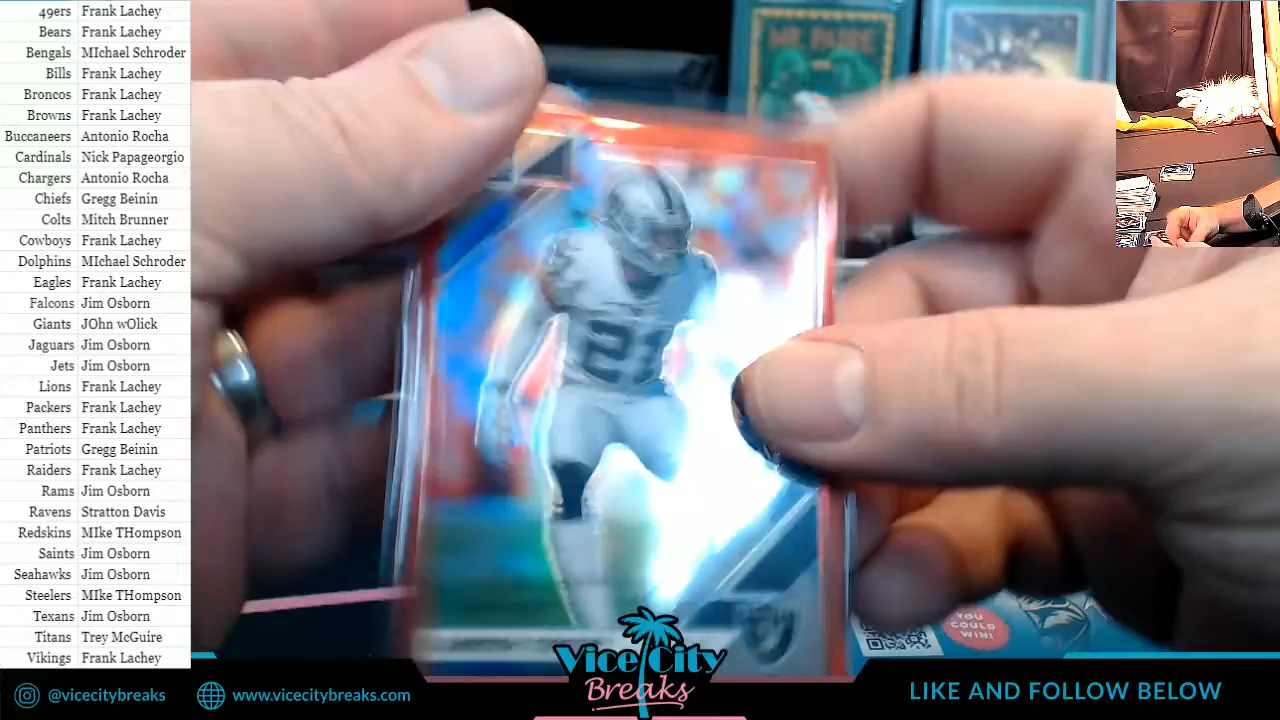 49ers Frank Lachey
Bears Frank Lachey
Bengals MIchael Schroder
Bills Frank Lachey
Broncos Frank Lachey
Browns Frank Lachey
Buccaneers Antonio Rocha
Cardinals Nick Papageorgio
Chargers Antonio Rocha
Chiefs Gregg Beinin
Colts Mitch Brunner
Cowboys Frank Lachey
Dolphins MIchael Schroder
Eagles Frank Lachey
Falcons Jim Osborn
Giants JOhn wOlick
Jaguars Jim Osborn
Jets Jim Osborn
Lions Frank Lachey
Packers Frank Lachey
Panthers Frank Lachey
Patriots Gregg Beinin
Raiders Frank Lachey
Rams Jim Osborn
Ravens Stratton Davis
Redskins MIke THompson
Saints Jim Osborn
Seahawks Jim Osborn
Steelers MIke THompson
Texans Jim Osborn
Titans Trey McGuire
Vikings Frank Lachey
21
YOU
COULD
WIN!
Vice City
Breaks
@vicecitybreaks
www.vicecitybreaks.com
LIKE AND FOLLOW BELOW